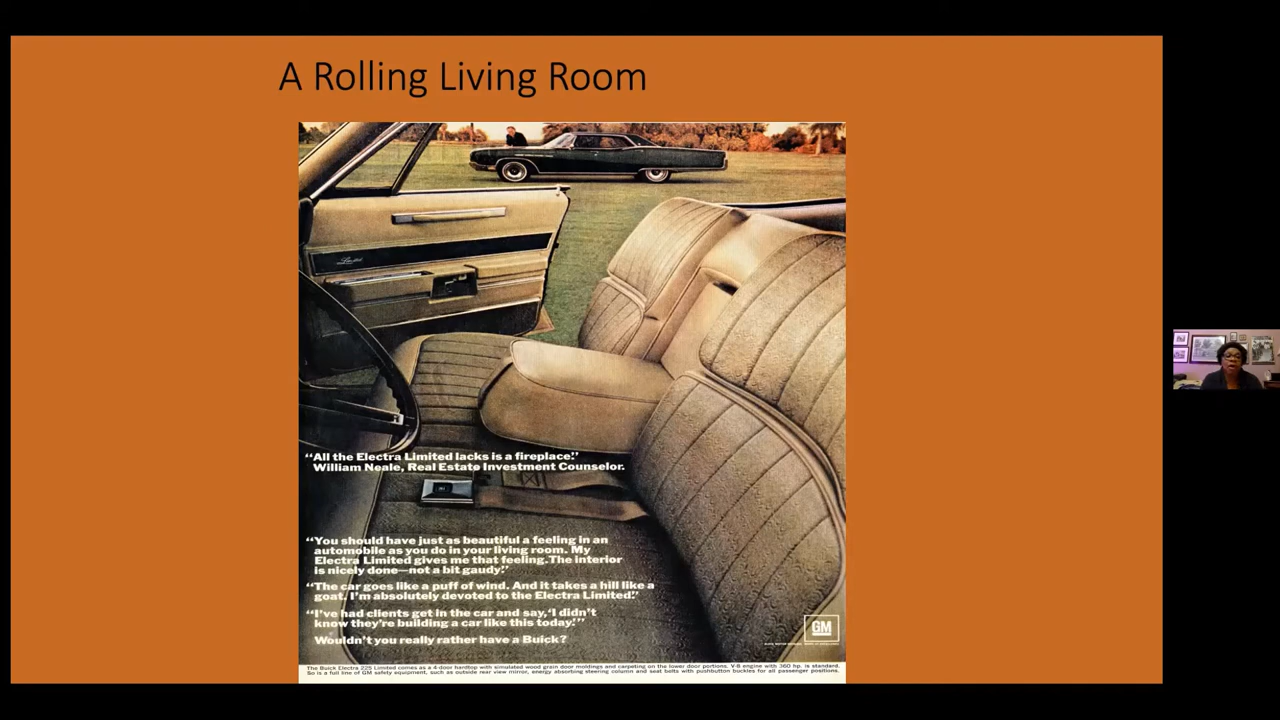 A Rolling Living Room
Limited
"All the Electra Limited lacks is a fireplace."
William Neale, Real Estate Investment Counselor.
"You should have just as beautiful a feeling in an
automobile as you do in your living room. My
Electra Limited gives me that feeling. The interior
is nicely done—not a bit gaudy."
"The car goes like a puff of wind. And it takes a hill like a
goat. I'm absolutely devoted to the Electra Limited."
"I've had clients get in the car and say, 'I didn't
know they're building a car like this today.'"
Wouldn't you really rather have a Buick?
GM
The Buick Electra 225 Limited comes as a 4-door hardtop with simulated wood grain door moldings and carpeting on the lower door portions. V-8 engine with 360 hp. is standard.
So is a full line of GM safety equipment, such as outside rear view mirror, energy absorbing steering column and seat belts with pushbutton buckles for all passenger positions.